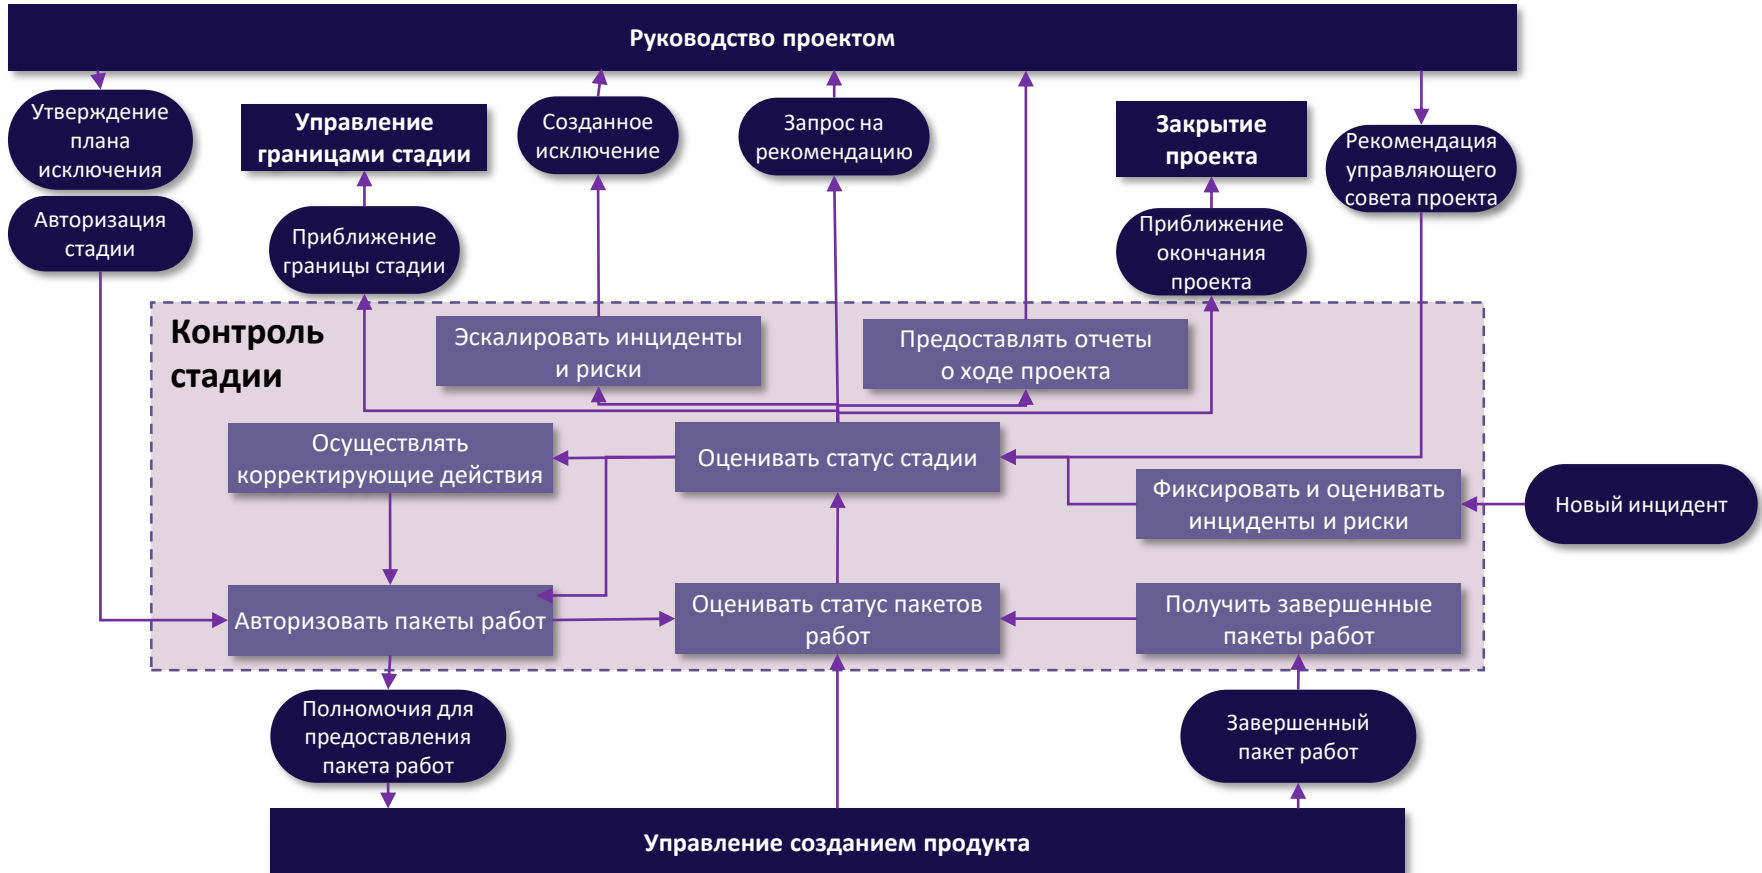 Руководство проектом
Утверждение
плана
исключения
Управление
границами стадии
Созданное
исключение
Запрос на
рекомендацию
Закрытие
проекта
Рекомендация
управляющего
совета проекта
Авторизация
стадии
Приближение
границы стадии
Приближение
окончания
проекта
Контроль
стадии
Эскалировать инциденты
и риски
Предоставлять отчеты
о ходе проекта
Осуществлять
корректирующие действия
Оценивать статус стадии
Фиксировать и оценивать
инциденты и риски
Новый инцидент
Авторизовать пакеты работ
Оценивать статус пакетов
работ
Получить завершенные
пакеты работ
Полномочия для
предоставления
пакета работ
Завершенный
пакет работ
Управление созданием продукта